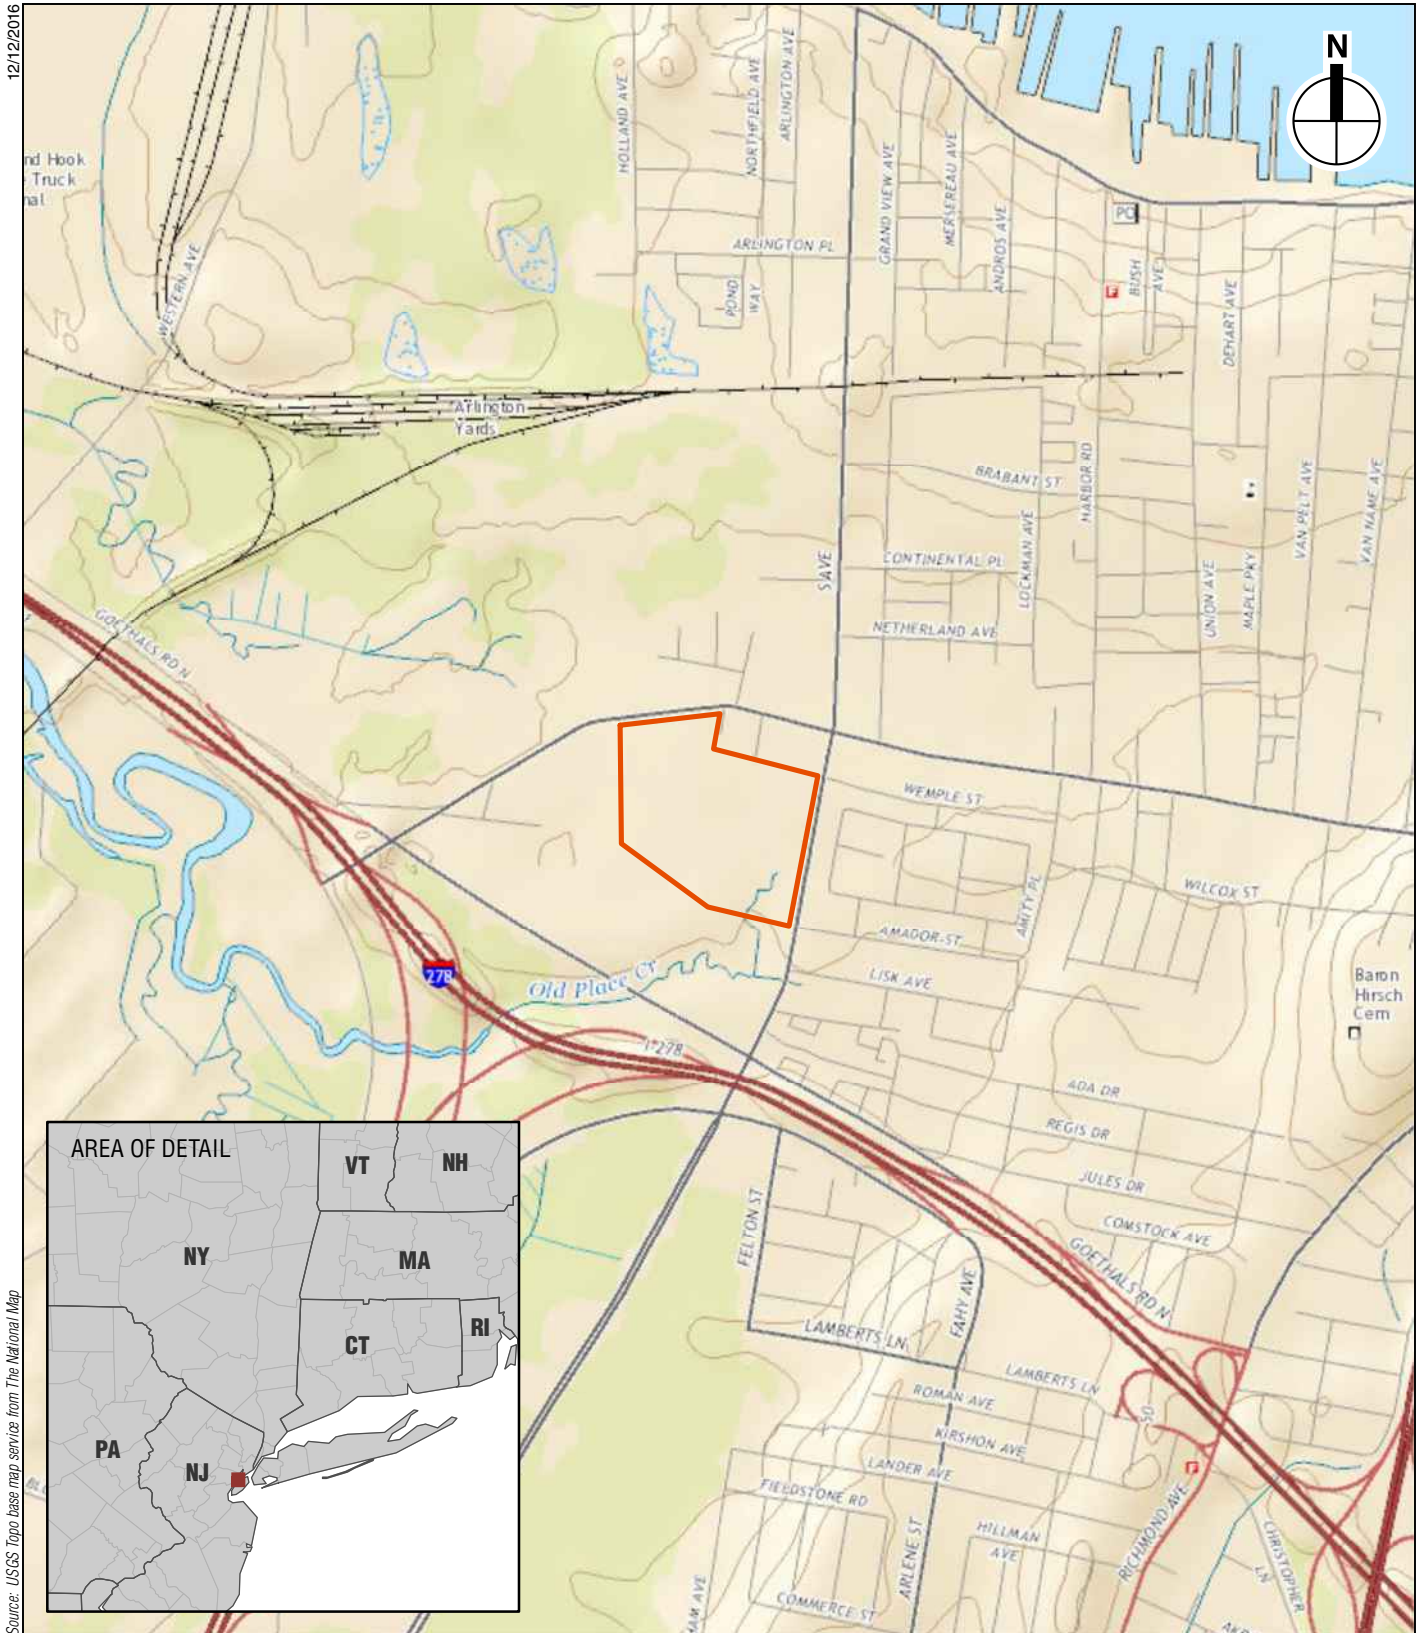 12/12/2016
N
nd Hook
Truck
nal
HOLLAND AVE
NORTHFIELD AVE
ARLINGTON AVE
GRAND VIEW AVE
MERSEREAU AVE
ANDROS AVE
PO
BUSH
AVE
DEHART AVE
ARLINGTON PL
POND
WAY
F
WESTERN AVE
Arlington
Yards
BRABANT ST
HARBOR RD
VAN PELT AVE
VAN NAME AVE
LOCKMAN AVE
UNION AVE
MAPLE PKY
SAVE
CONTINENTAL PL
NETHERLAND AVE
GOETHALS RD N
WEMPLE ST
WILCOX ST
AMITY PL
AMADOR ST
LISK AVE
278
Old Place Cr
I-278
Baron
Hirsch
Cem
ADA DR
REGIS DR
JULES DR
COMSTOCK AVE
GOETHALS RD N
FELTON ST
FAHY AVE
LAMBERTS LN
LAMBERTS LN
ROMAN AVE
KIRSHON AVE
LANDER AVE
FIELDSTONE RD
F
RICHMOND AVE
HILLMAN
AVE
ARLENE ST
CHRISTOPHER
LN
COMMERCE ST
HAM AVE
AREA OF DETAIL
VT
NH
NY
MA
CT
RI
PA
NJ
Source: USGS Topo base map service from The National Map